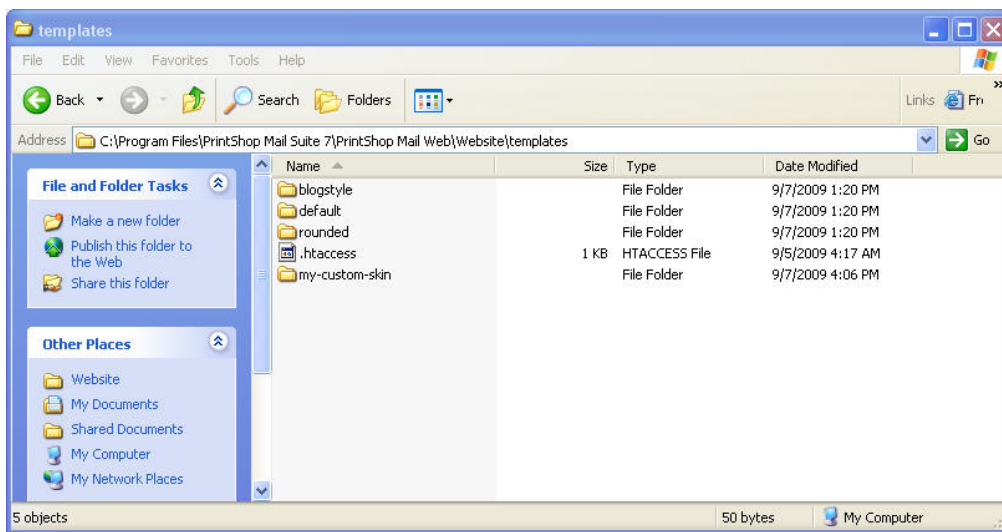 templates
File Edit View Favorites Tools Help
Back Search Folders Links
Address C:\Program Files\PrintShop Mail Suite 7\PrintShop Mail Web\Website\templates Go
File and Folder Tasks
Make a new folder
Publish this folder to
the Web
Share this folder
Other Places
Website
My Documents
Shared Documents
My Computer
My Network Places
Name Size Type Date Modified
blogstyle File Folder 9/7/2009 1:20 PM
default File Folder 9/7/2009 1:20 PM
rounded File Folder 9/7/2009 1:20 PM
.htaccess 1 KB HTACCESS File 9/5/2009 4:17 AM
my-custom-skin File Folder 9/7/2009 4:06 PM
5 objects 50 bytes My Computer